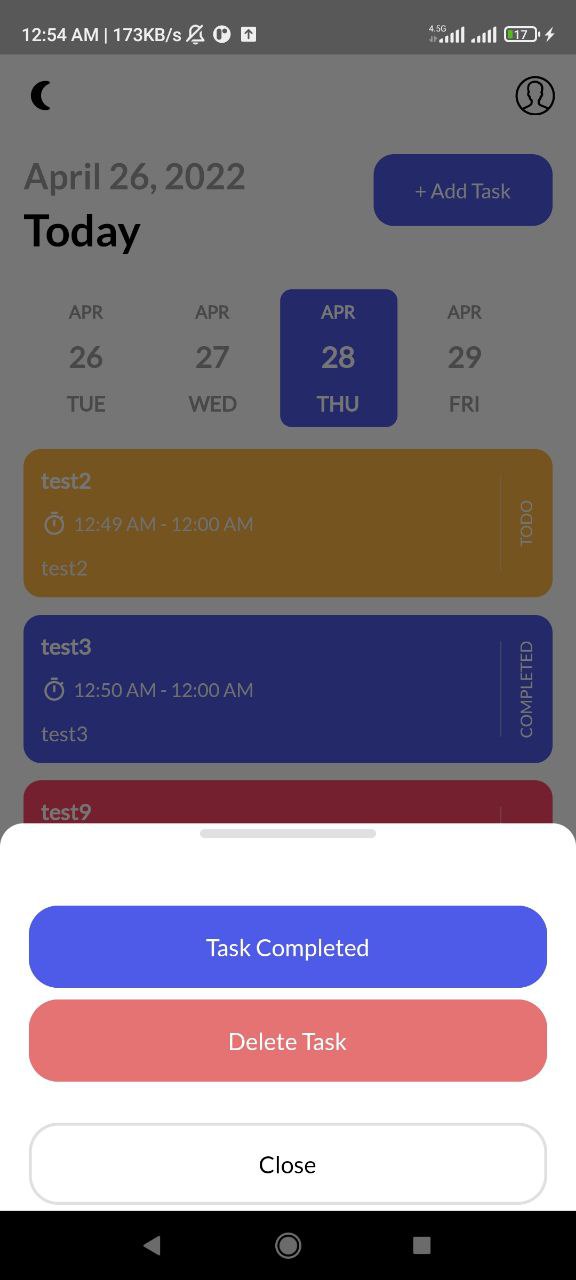 12:54 AM | 173KB/s
4.5G
17
April 26, 2022
+ Add Task
Today
APR APR APR APR
26 27 28 29
TUE WED THU FRI
test2
12:49 AM - 12:00 AM
test2
TODO
test3
12:50 AM - 12:00 AM
test3
COMPLETED
test9
Task Completed
Delete Task
Close